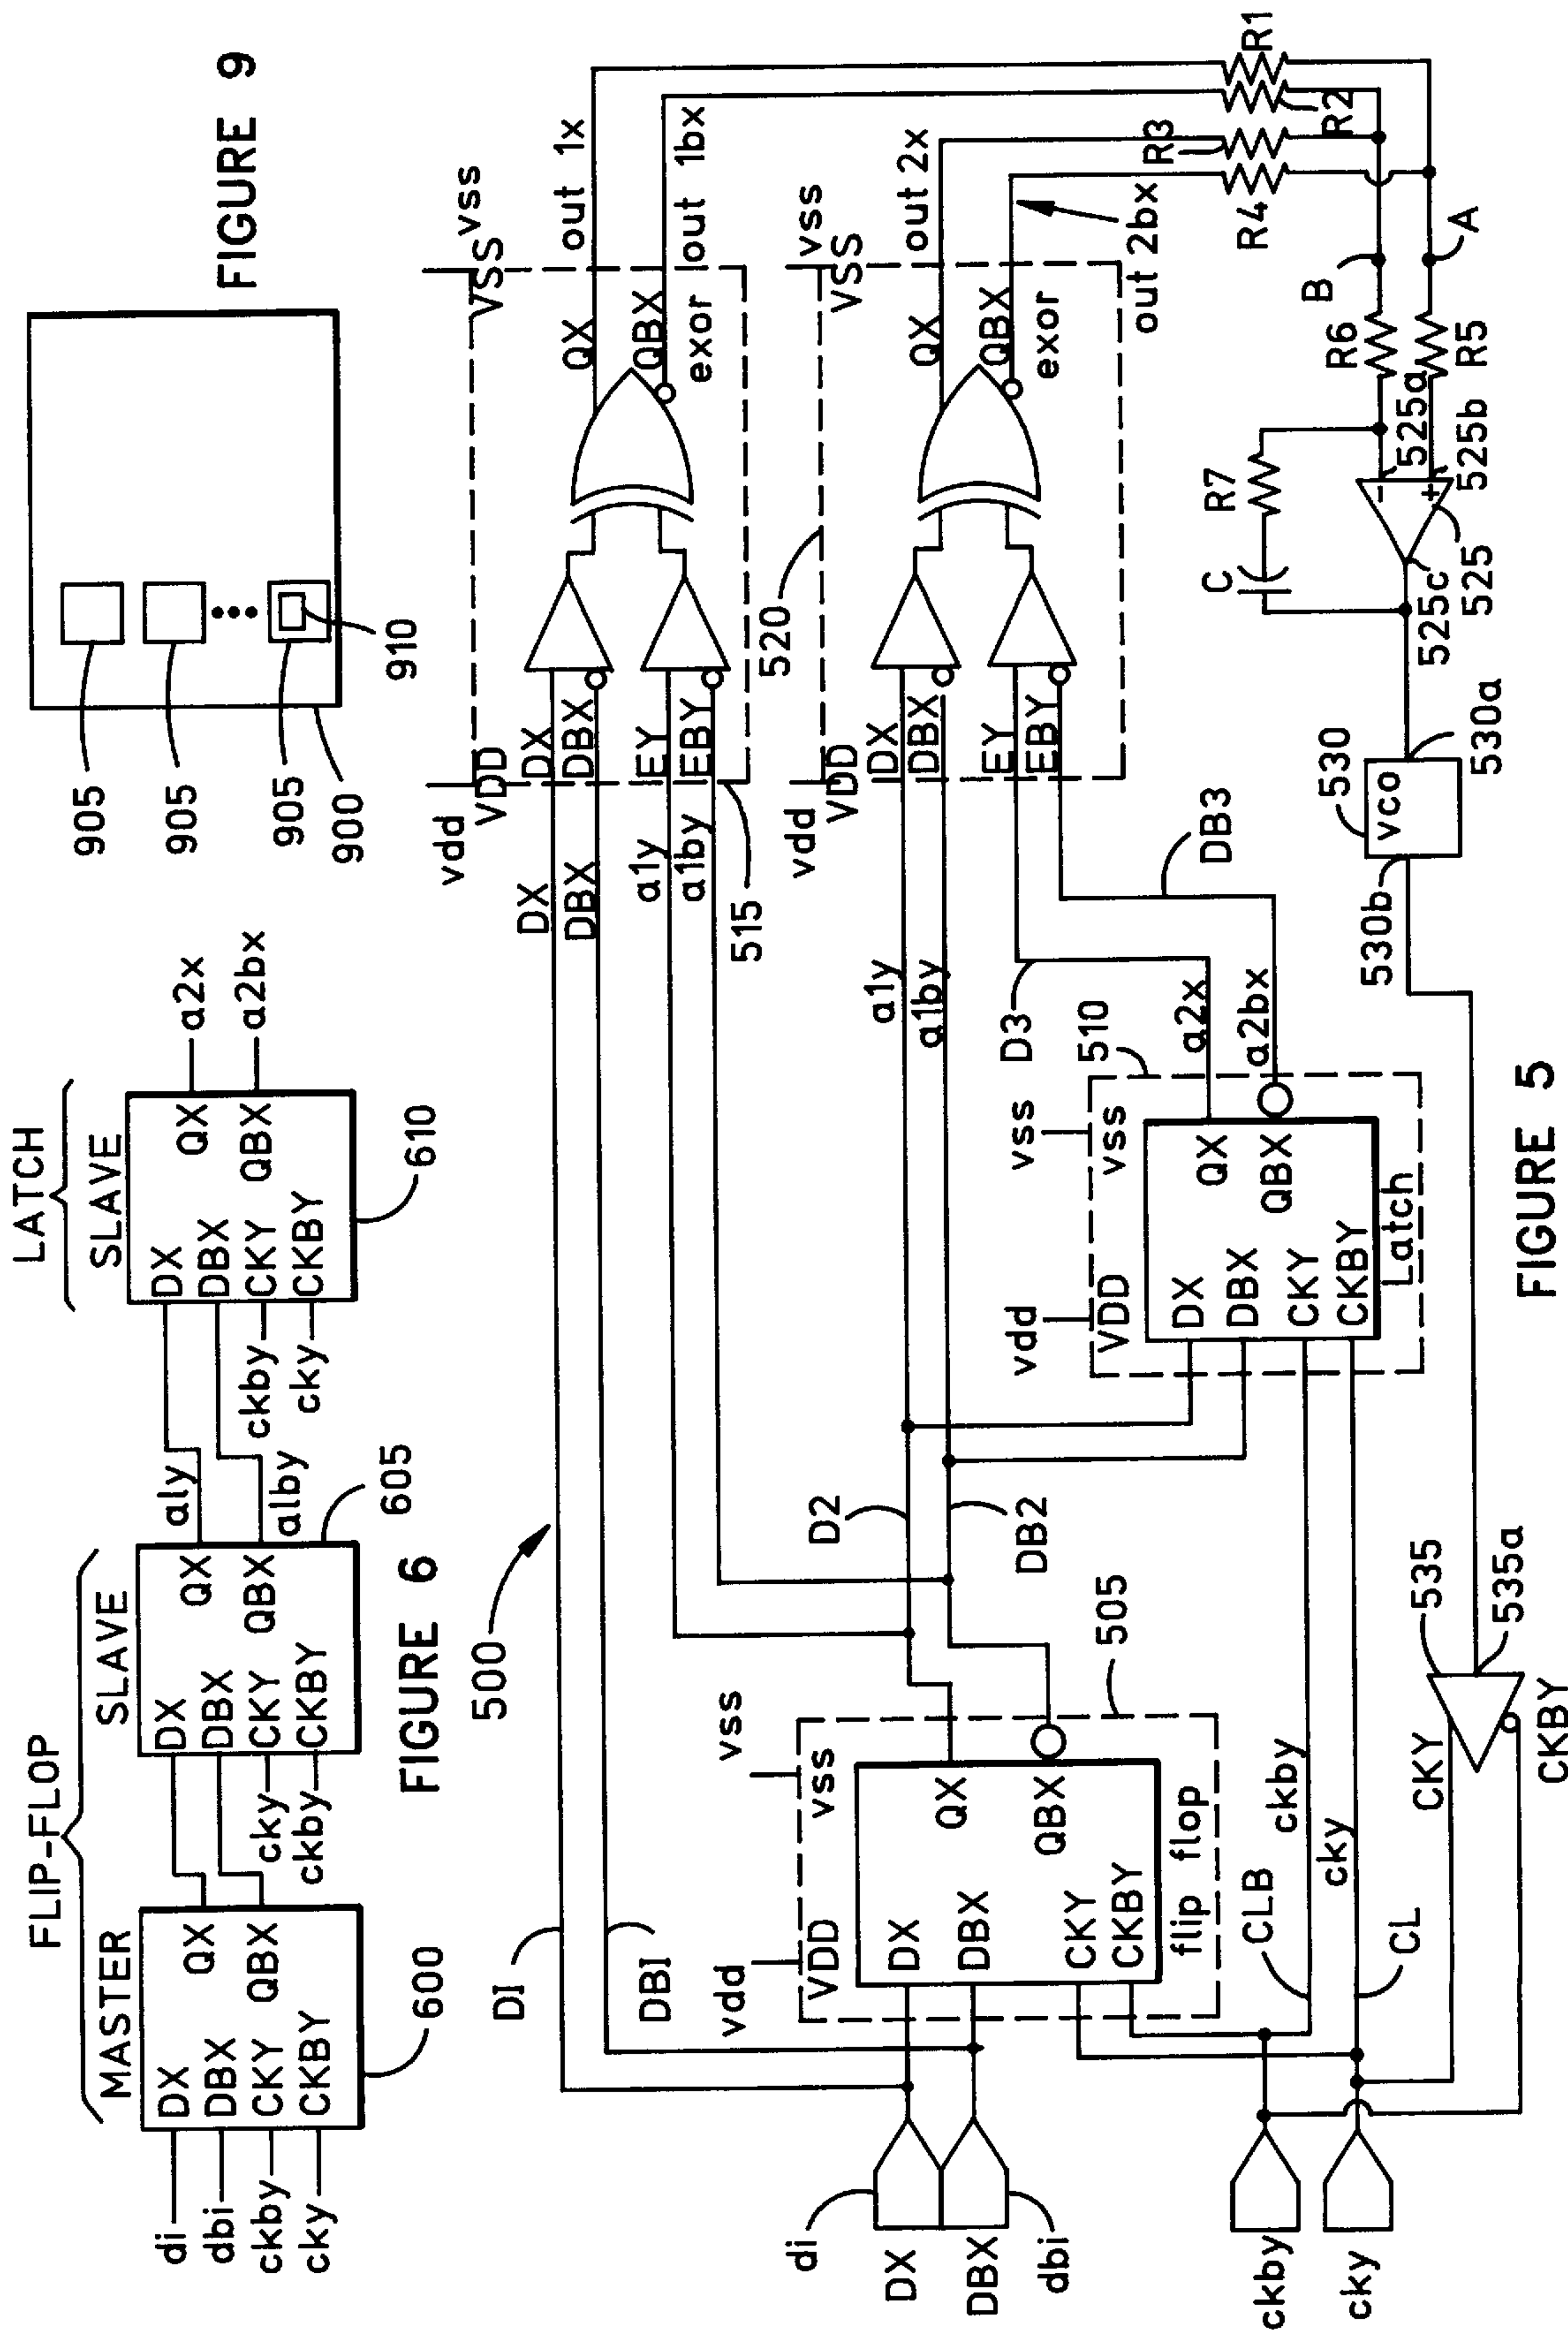 FLIP-FLOP
LATCH
MASTER
SLAVE
SLAVE
di
dbi
ckby
cky
DX
DBX
CKY
CKBY
QX
QBX
600
cky
ckby
DX
DBX
CKY
CKBY
QX
QBX
605
aly
alby
ckby
cky
DX
DBX
CKY
CKBY
QX
QBX
610
a2x
a2bx
FIGURE 6
905
905
905
900
910
FIGURE 9
500
DI
DBI
DX
DBX
a1y
a1by
515
vdd
VDD
DX
DBX
EY
EBY
vss
VSS
QX
QBX
exor
out 1x
out 1bx
520
vdd
VDD
a1y
a1by
DX
DBX
EY
EBY
vss
VSS
QX
QBX
exor
out 2x
out 2bx
D2
DB2
D3
DB3
di
DX
DBX
dbi
vdd
VDD
vss
vss
DX
DBX
CKY
CKBY
QX
QBX
flip flop
505
vdd
VDD
vss
vss
510
DX
DBX
CKY
CKBY
QX
QBX
Latch
a2x
a2bx
ckby
cky
CLB
CL
ckby
cky
CKY
CKBY
535
535a
530b
530
vco
530a
C
R7
525c
525
-
+
525a
525b
R6
R5
B
A
R4
R3
R2
R1
FIGURE 5